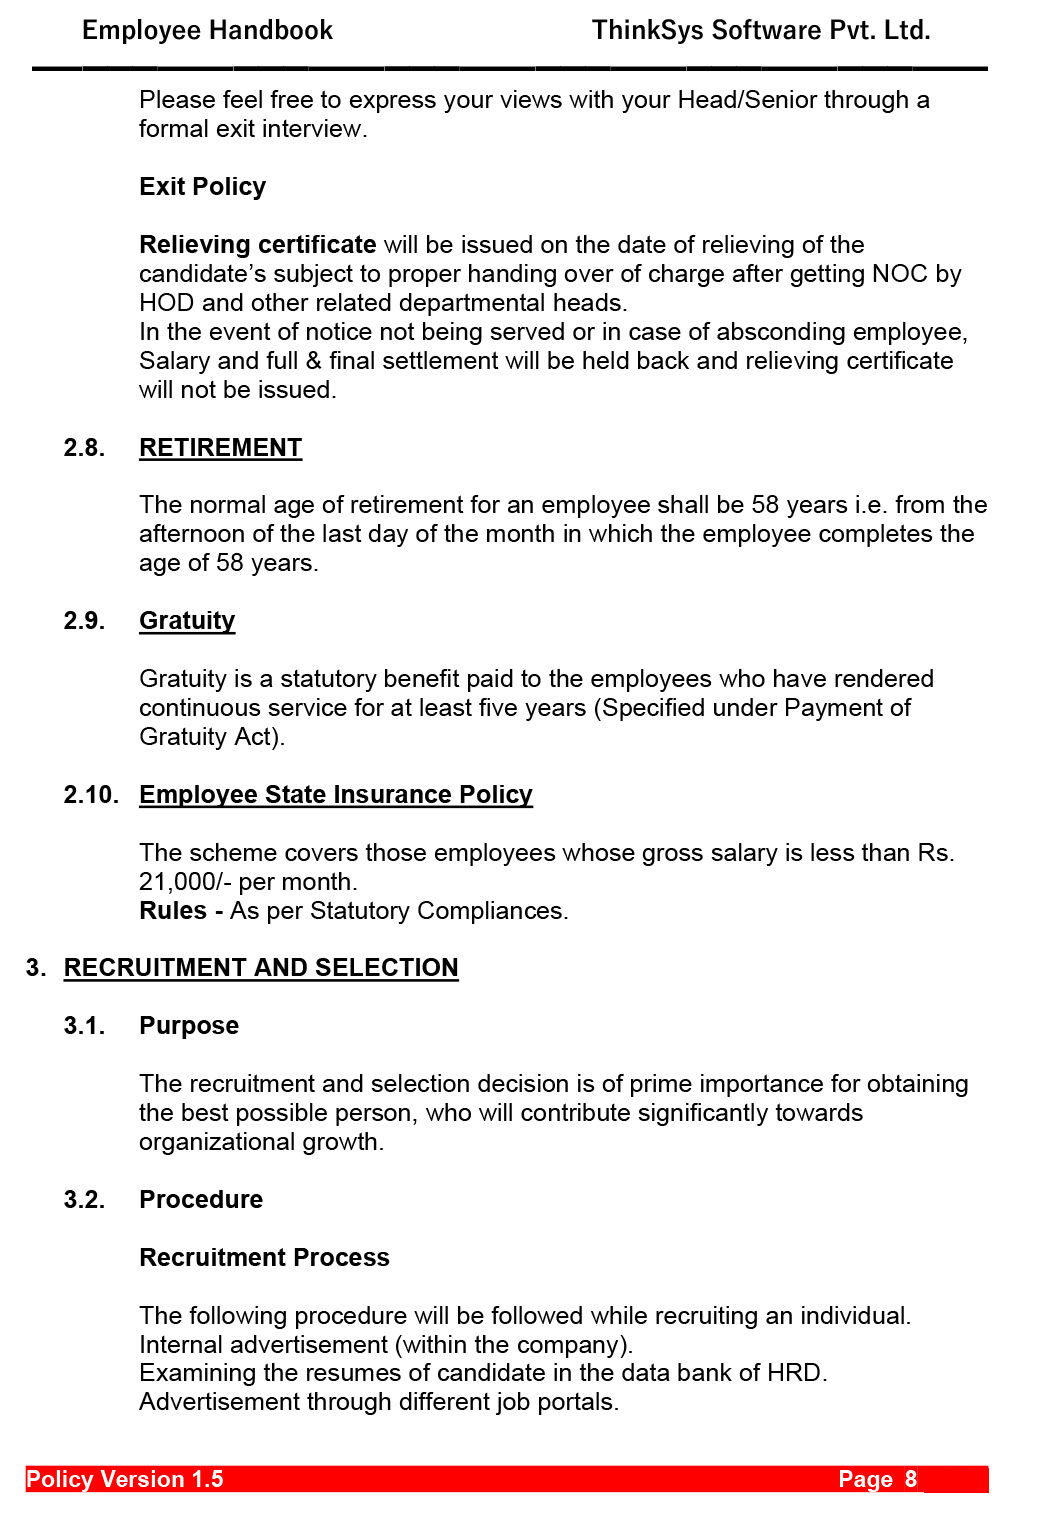 Employee Handbook ThinkSys Software Pvt. Ltd.
Please feel free to express your views with your Head/Senior through a
formal exit interview.
Exit Policy
Relieving certificate will be issued on the date of relieving of the
candidate’s subject to proper handing over of charge after getting NOC by
HOD and other related departmental heads.
In the event of notice not being served or in case of absconding employee,
Salary and full & final settlement will be held back and relieving certificate
will not be issued.
2.8. RETIREMENT
The normal age of retirement for an employee shall be 58 years i.e. from the
afternoon of the last day of the month in which the employee completes the
age of 58 years.
2.9. Gratuity
Gratuity is a statutory benefit paid to the employees who have rendered
continuous service for at least five years (Specified under Payment of
Gratuity Act).
2.10. Employee State Insurance Policy
The scheme covers those employees whose gross salary is less than Rs.
21,000/- per month.
Rules - As per Statutory Compliances.
3. RECRUITMENT AND SELECTION
3.1. Purpose
The recruitment and selection decision is of prime importance for obtaining
the best possible person, who will contribute significantly towards
organizational growth.
3.2. Procedure
Recruitment Process
The following procedure will be followed while recruiting an individual.
Internal advertisement (within the company).
Examining the resumes of candidate in the data bank of HRD.
Advertisement through different job portals.
Policy Version 1.5 Page 8